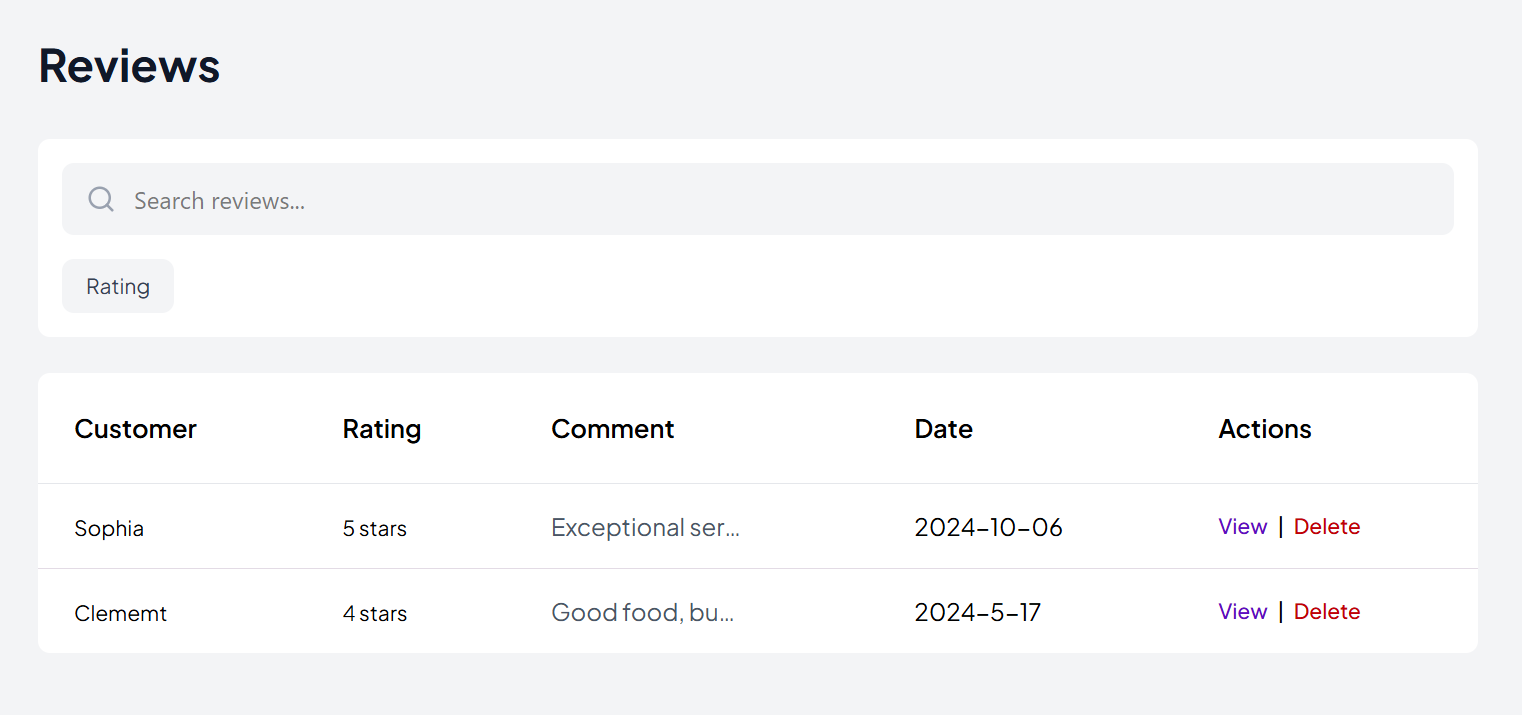 Reviews
Search reviews...
Rating
Customer Rating Comment Date Actions
Sophia 5 stars Exceptional ser... 2024-10-06 View | Delete
Clememt 4 stars Good food, bu... 2024-5-17 View | Delete